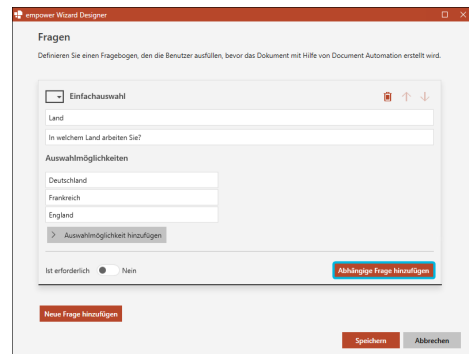 empower Wizard Designer
Fragen
Definieren Sie einen Fragebogen, den die Benutzer ausfüllen, bevor das Dokument mit Hilfe von Document Automation erstellt wird.
Einfachauswahl
Land
In welchem Land arbeiten Sie?
Auswahlmöglichkeiten
Deutschland
Frankreich
England
Auswahlmöglichkeit hinzufügen
Ist erforderlich Nein
Abhängige Frage hinzufügen
Neue Frage hinzufügen
Speichern Abbrechen